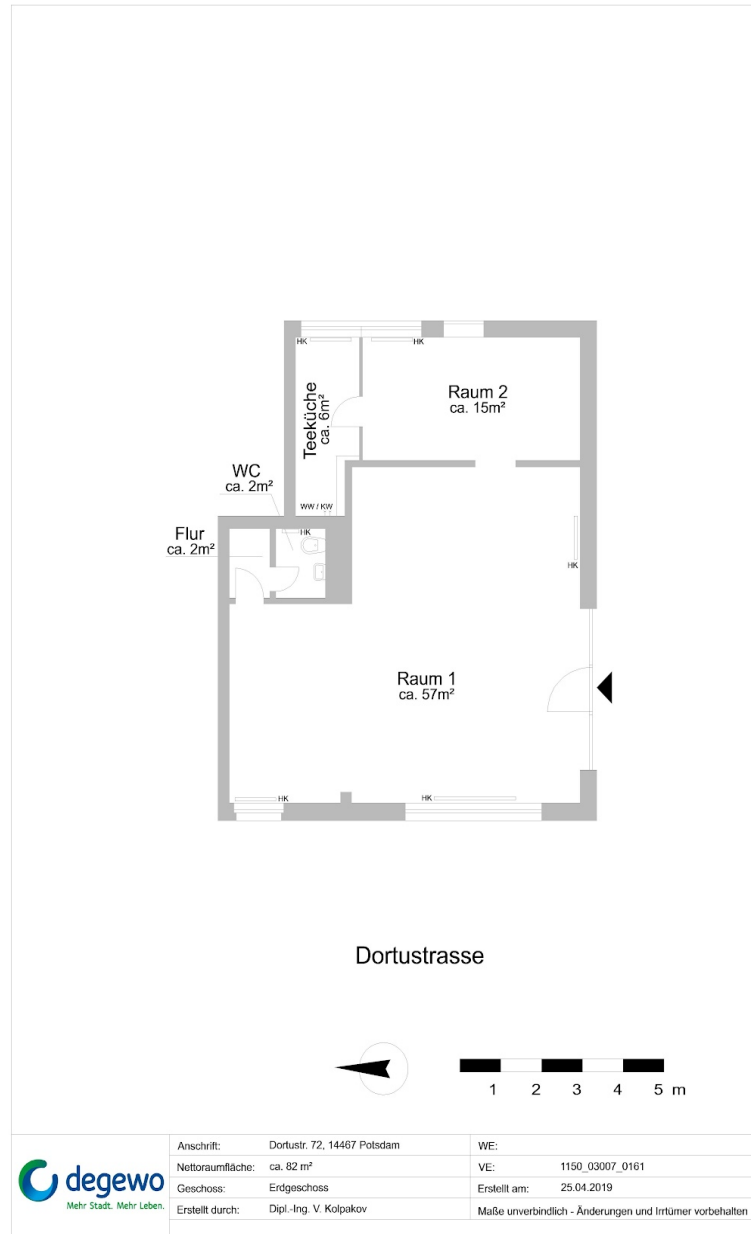 HK
HK
Teeküche
ca. 6m²
Raum 2
ca. 15m²
WC
ca. 2m²
WW / KW
Flur
ca. 2m²
HK
HK
Raum 1
ca. 57m²
HK
HK
Dortustrasse
1 2 3 4 5 m
degewo
Mehr Stadt. Mehr Leben.
Anschrift: Dortustr. 72, 14467 Potsdam
Nettoraumfläche: ca. 82 m²
Geschoss: Erdgeschoss
Erstellt durch: Dipl.-Ing. V. Kolpakov
WE:
VE: 1150_03007_0161
Erstellt am: 25.04.2019
Maße unverbindlich - Änderungen und Irrtümer vorbehalten